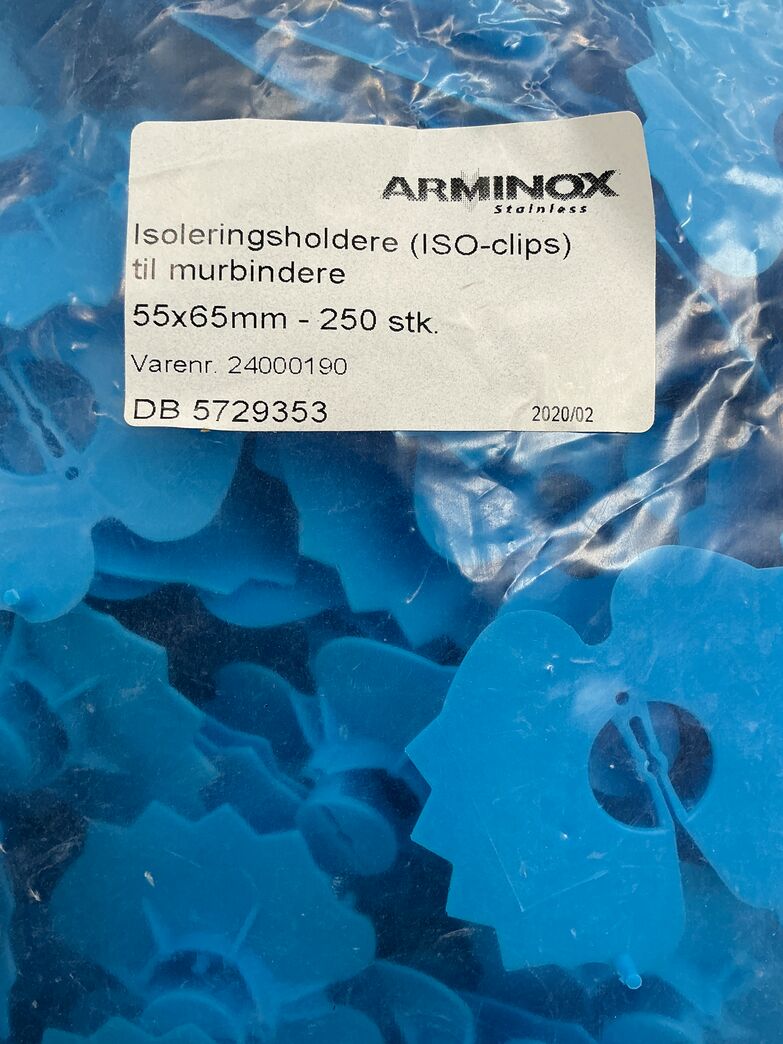 ARMINOX
Stainless
Isoleringsholdere (ISO-clips)
til murbindere
55x65mm - 250 stk.
Varenr. 24000190
DB 5729353 2020/02